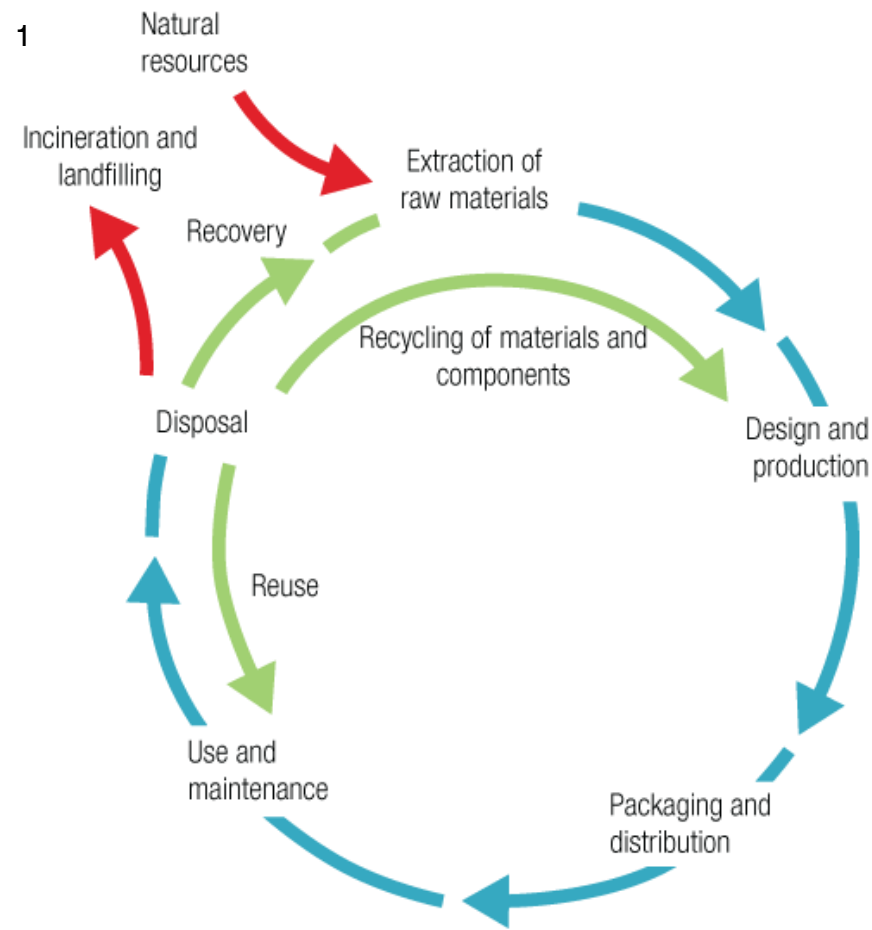 1
Natural
resources
Incineration and
landfilling
Extraction of
raw materials
Recovery
Recycling of materials and
components
Disposal
Design and
production
Reuse
Use and
maintenance
Packaging and
distribution